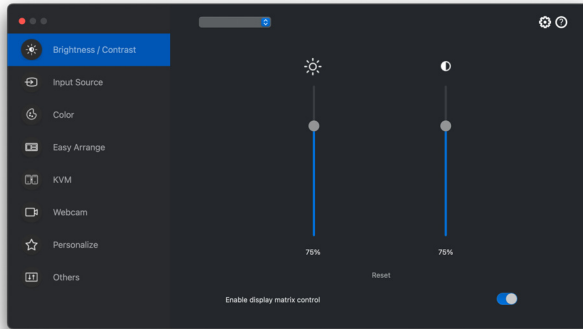 Brightness / Contrast
Input Source
Color
Easy Arrange
KVM
Webcam
Personalize
Others
75%
75%
Reset
Enable display matrix control